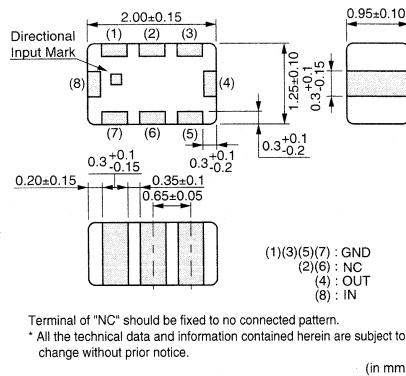 2.00±0.15
0.95±0.10
Directional
Input Mark
(1) (2) (3)
(8)
(4)
(7) (6) (5)
1.25±0.10
0.3+0.1-0.15
0.3+0.1-0.2
0.3+0.1-0.2
0.3+0.1-0.15
0.20±0.15
0.35±0.1
0.65±0.05
(1)(3)(5)(7) : GND
(2)(6) : NC
(4) : OUT
(8) : IN
Terminal of "NC" should be fixed to no connected pattern.
* All the technical data and information contained herein are subject to
change without prior notice.
(in mm